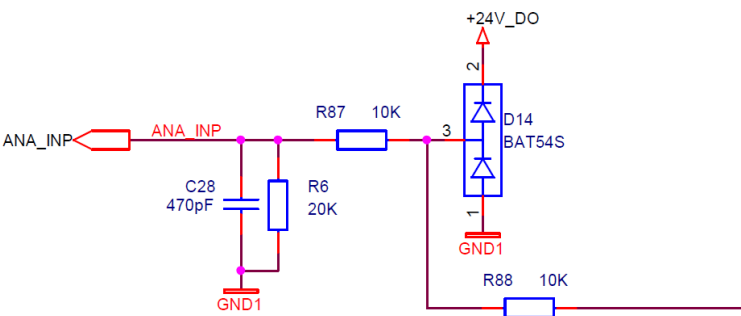 +24V_DO
2
R87 10K
D14
3
BAT54S
ANA_INP
ANA_INP
C28
470pF
R6
20K
1
GND1
GND1
R88 10K